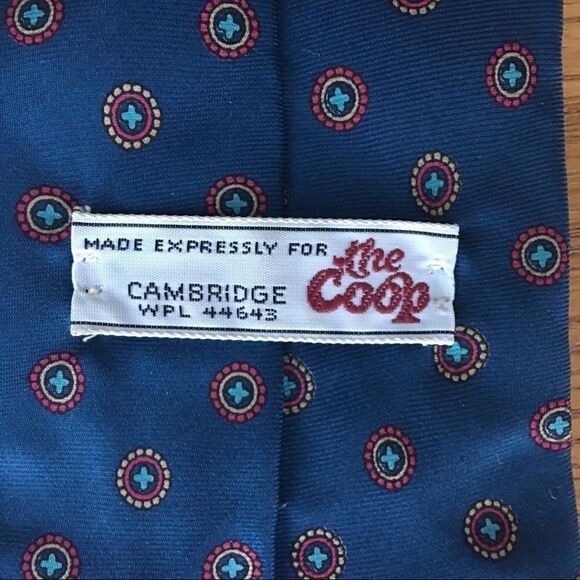 MADE EXPRESSLY FOR
the
Coop
CAMBRIDGE
WPL 44643